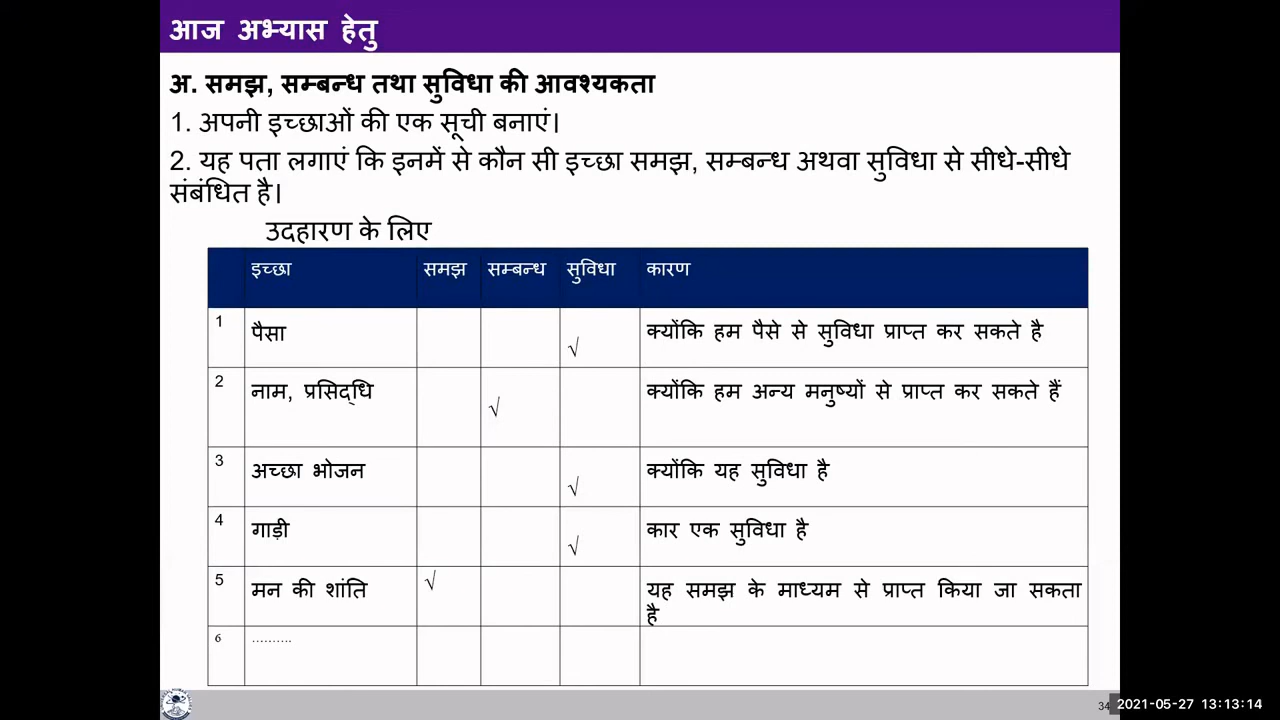 आज अभ्यास हेतु
अ. समझ, सम्बन्ध तथा सुविधा की आवश्यकता
1. अपनी इच्छाओं की एक सूची बनाएं।
2. यह पता लगाएं कि इनमें से कौन सी इच्छा समझ, सम्बन्ध अथवा सुविधा से सीधे-सीधे
संबंधित है।
उदहारण के लिए
इच्छा समझ सम्बन्ध सुविधा कारण
1 पैसा √ क्योंकि हम पैसे से सुविधा प्राप्त कर सकते है
2 नाम, प्रसिद्धि √ क्योंकि हम अन्य मनुष्यों से प्राप्त कर सकते हैं
3 अच्छा भोजन √ क्योंकि यह सुविधा है
4 गाड़ी √ कार एक सुविधा है
5 मन की शांति √ यह समझ के माध्यम से प्राप्त किया जा सकता
है
6 ..........
34 2021-05-27 13:13:14